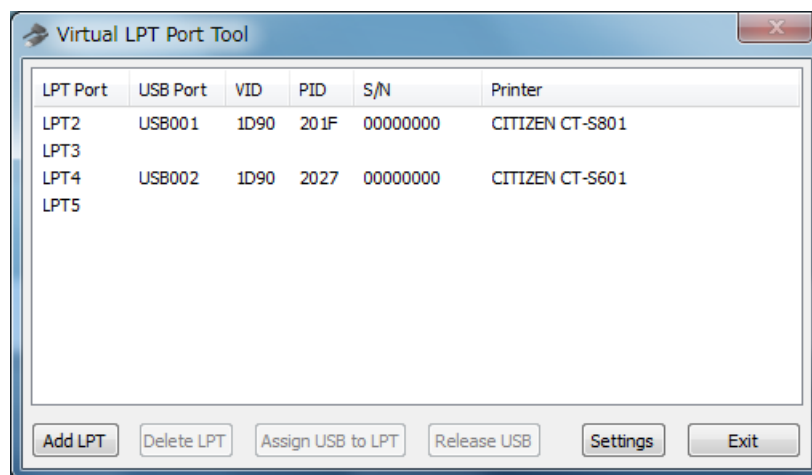 Virtual LPT Port Tool
LPT Port USB Port VID PID S/N Printer
LPT2 USB001 1D90 201F 00000000 CITIZEN CT-S801
LPT3
LPT4 USB002 1D90 2027 00000000 CITIZEN CT-S601
LPT5
Add LPT Delete LPT Assign USB to LPT Release USB Settings Exit